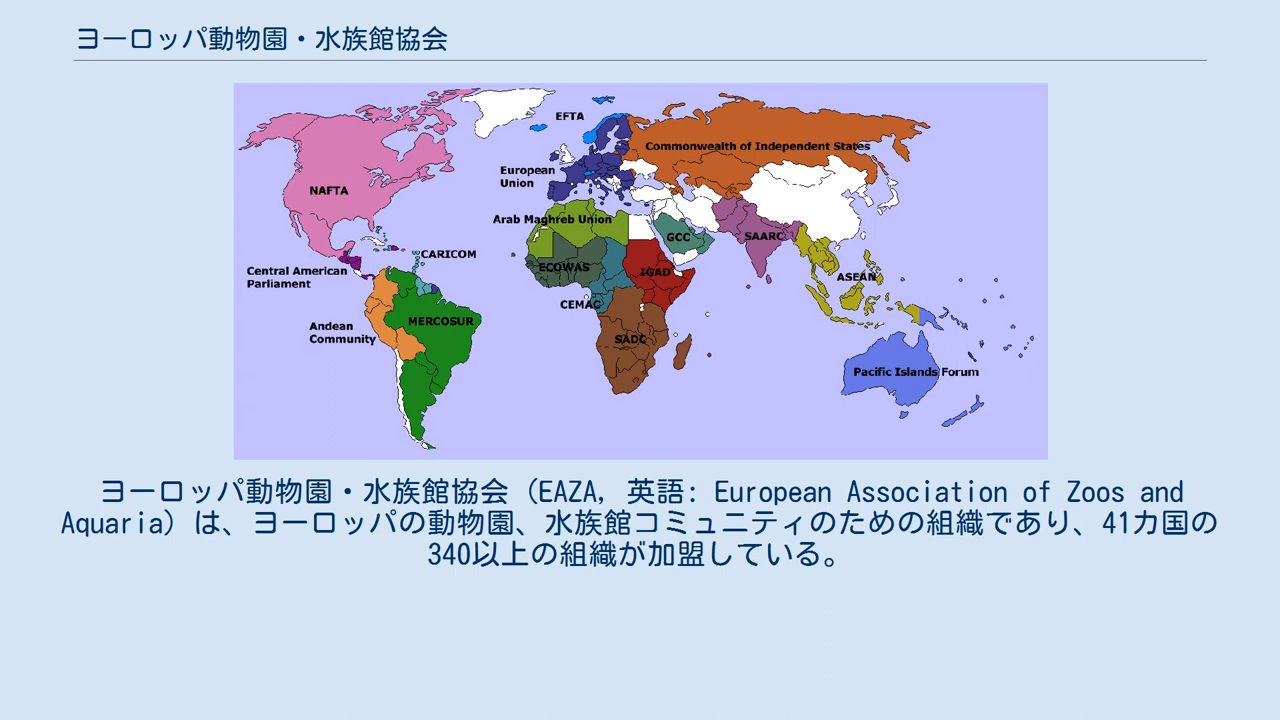 ヨーロッパ動物園・水族館協会
EFTA
Commonwealth of Independent States
European
Union
NAFTA
Arab Maghreb Union
GCC
SAARC
CARICOM
ECOWAS
IGAD
Central American
Parliament
ASEAN
CEMAC
MERCOSUR
Andean
Community
SADC
Pacific Islands Forum
ヨーロッパ動物園・水族館協会（EAZA, 英語: European Association of Zoos and
Aquaria）は、ヨーロッパの動物園、水族館コミュニティのための組織であり、41カ国の
340以上の組織が加盟している。